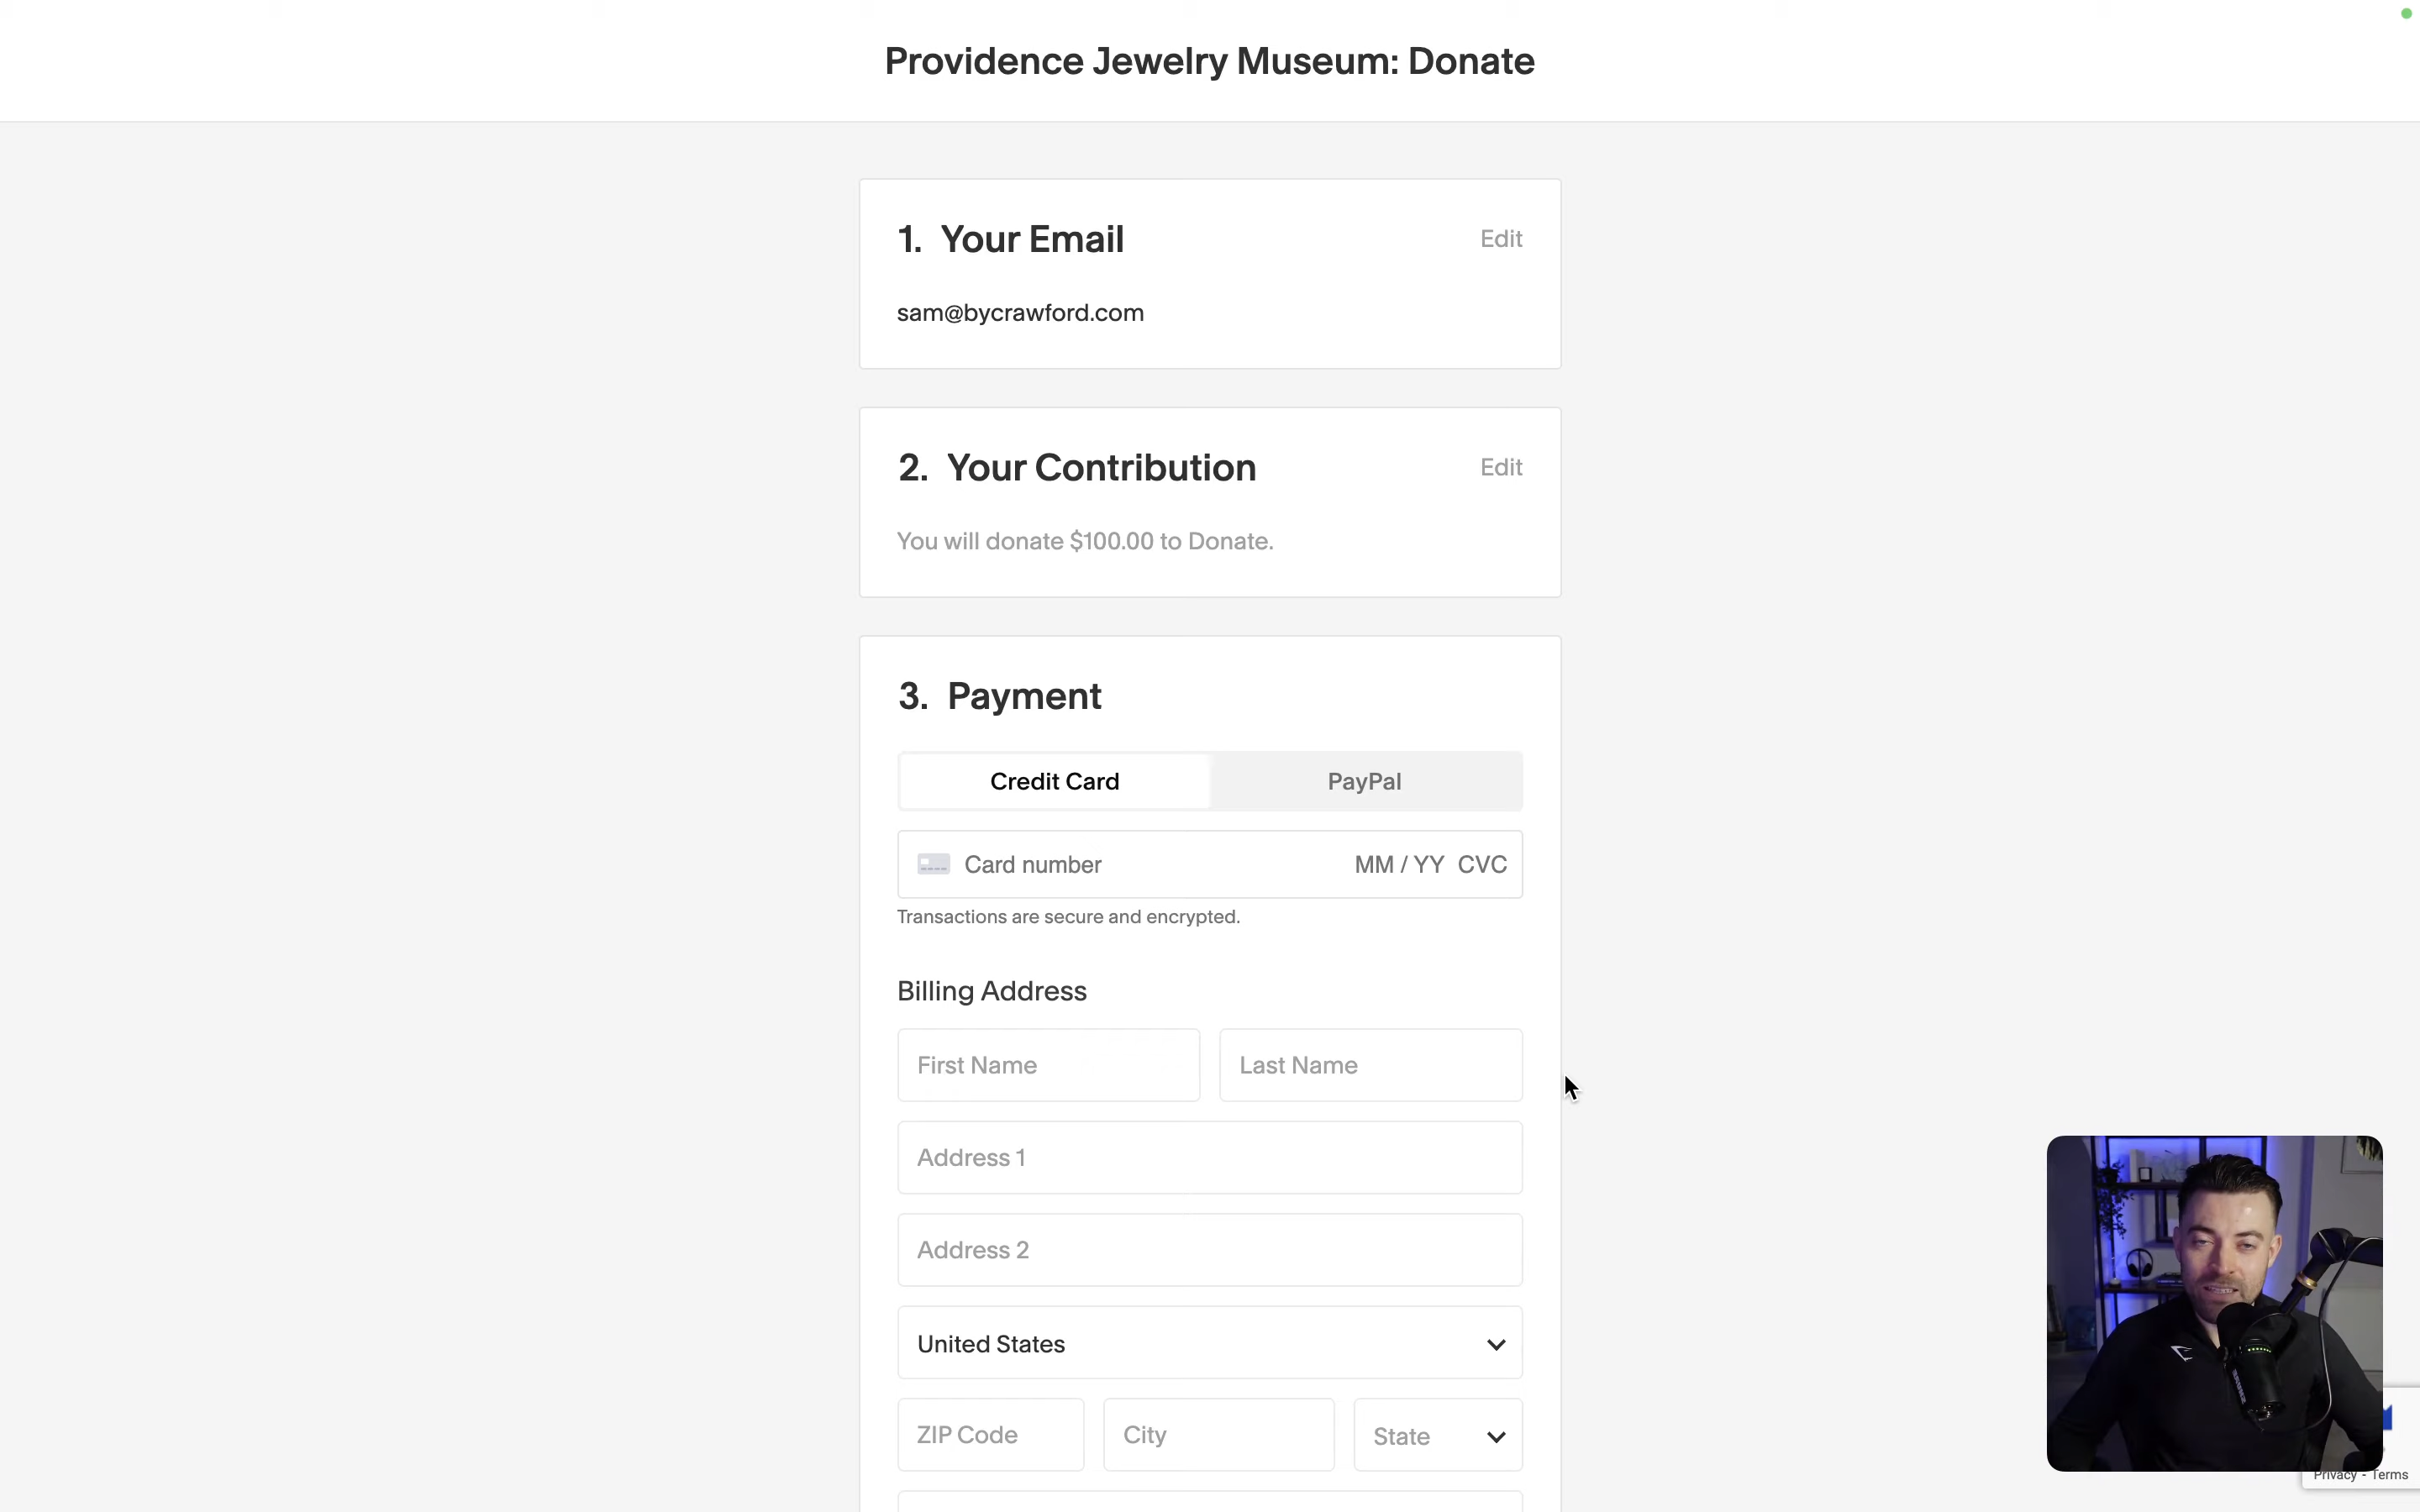 Providence Jewelry Museum: Donate
1. Your Email
Edit
sam@bycrawford.com
2. Your Contribution
Edit
You will donate $100.00 to Donate.
3. Payment
Credit Card
PayPal
Card number
MM / YY CVC
Transactions are secure and encrypted.
Billing Address
First Name
Last Name
Address 1
Address 2
United States
ZIP Code
City
State
Privacy - Terms